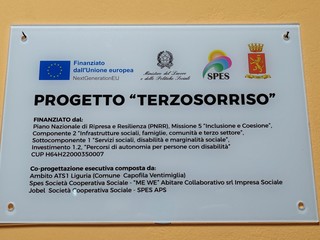 Finanziato
dall'Unione europea
NextGenerationEU
Ministero del Lavoro
e delle Politiche Sociali
SPES
PROGETTO “TERZOSORRISO”
FINANZIATO dal:
Piano Nazionale di Ripresa e Resilienza (PNRR), Missione 5 "Inclusione e Coesione",
Componente 2 "Infrastrutture sociali, famiglie, comunità e terzo settore",
Sottocomponente 1 "Servizi sociali, disabilità e marginalità sociale",
Investimento 1.2, "Percorsi di autonomia per persone con disabilità"
CUP H64H22000350007
Co-progettazione esecutiva composta da:
Ambito ATS1 Liguria (Comune Capofila Ventimiglia)
Spes Società Cooperativa Sociale - "ME WE" Abitare Collaborativo srl Impresa Sociale
Jobel Società Cooperativa Sociale - SPES APS